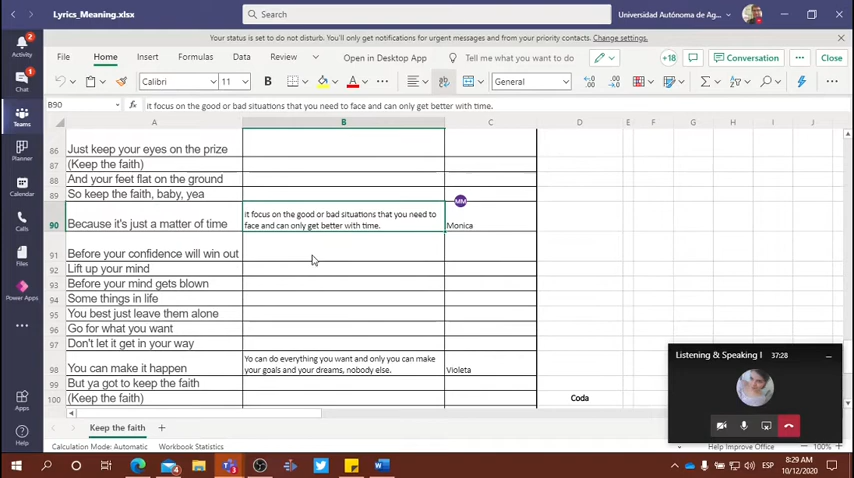 Lyrics_Meaning.xlsx
Search
Universidad Autónoma de Ag...
Your status is set to do not disturb. You'll only get notifications for urgent messages and from your priority contacts. Change settings.
File Home Insert Formulas Data Review Open in Desktop App Tell me what you want to do +18 Conversation Close
Calibri 11 B A General
B90 fx it focus on the good or bad situations that you need to face and can only get better with time.
A B C D E F G H I J
86 Just keep your eyes on the prize
87 (Keep the faith)
88 And your feet flat on the ground
89 So keep the faith, baby, yea
MM
it focus on the good or bad situations that you need to
90 Because it's just a matter of time face and can only get better with time. Monica
91 Before your confidence will win out
92 Lift up your mind
93 Before your mind gets blown
94 Some things in life
95 You best just leave them alone
96 Go for what you want
97 Don't let it get in your way
Yo can do everything you want and only you can make
98 You can make it happen your goals and your dreams, nobody else. Violeta
99 But ya got to keep the faith
100 (Keep the faith) Coda
Keep the faith
Calculation Mode: Automatic Workbook Statistics
Help Improve Office 100%
Activity
2
Chat
1
Teams
Planner
Calendar
Calls
Files
Power Apps
Apps
Help
Listening & Speaking I 37:28
4
ESP
8:29 AM
10/12/2020